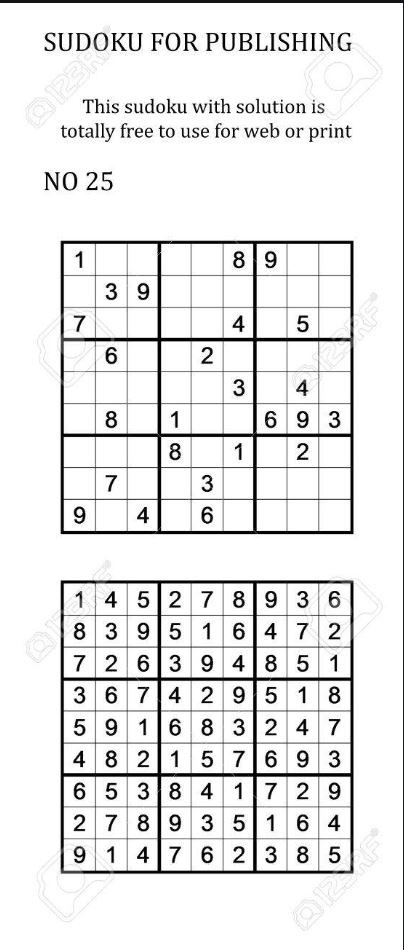 SUDOKU FOR PUBLISHING
This sudoku with solution is
totally free to use for web or print
NO 25
1 8 9
3 9
7 4 5
6 2
3 4
8 1 6 9 3
8 1 2
7 3
9 4 6
1 4 5 2 7 8 9 3 6
8 3 9 5 1 6 4 7 2
7 2 6 3 9 4 8 5 1
3 6 7 4 2 9 5 1 8
5 9 1 6 8 3 2 4 7
4 8 2 1 5 7 6 9 3
6 5 3 8 4 1 7 2 9
2 7 8 9 3 5 1 6 4
9 1 4 7 6 2 3 8 5
123RF
123RF
123RF
123RF